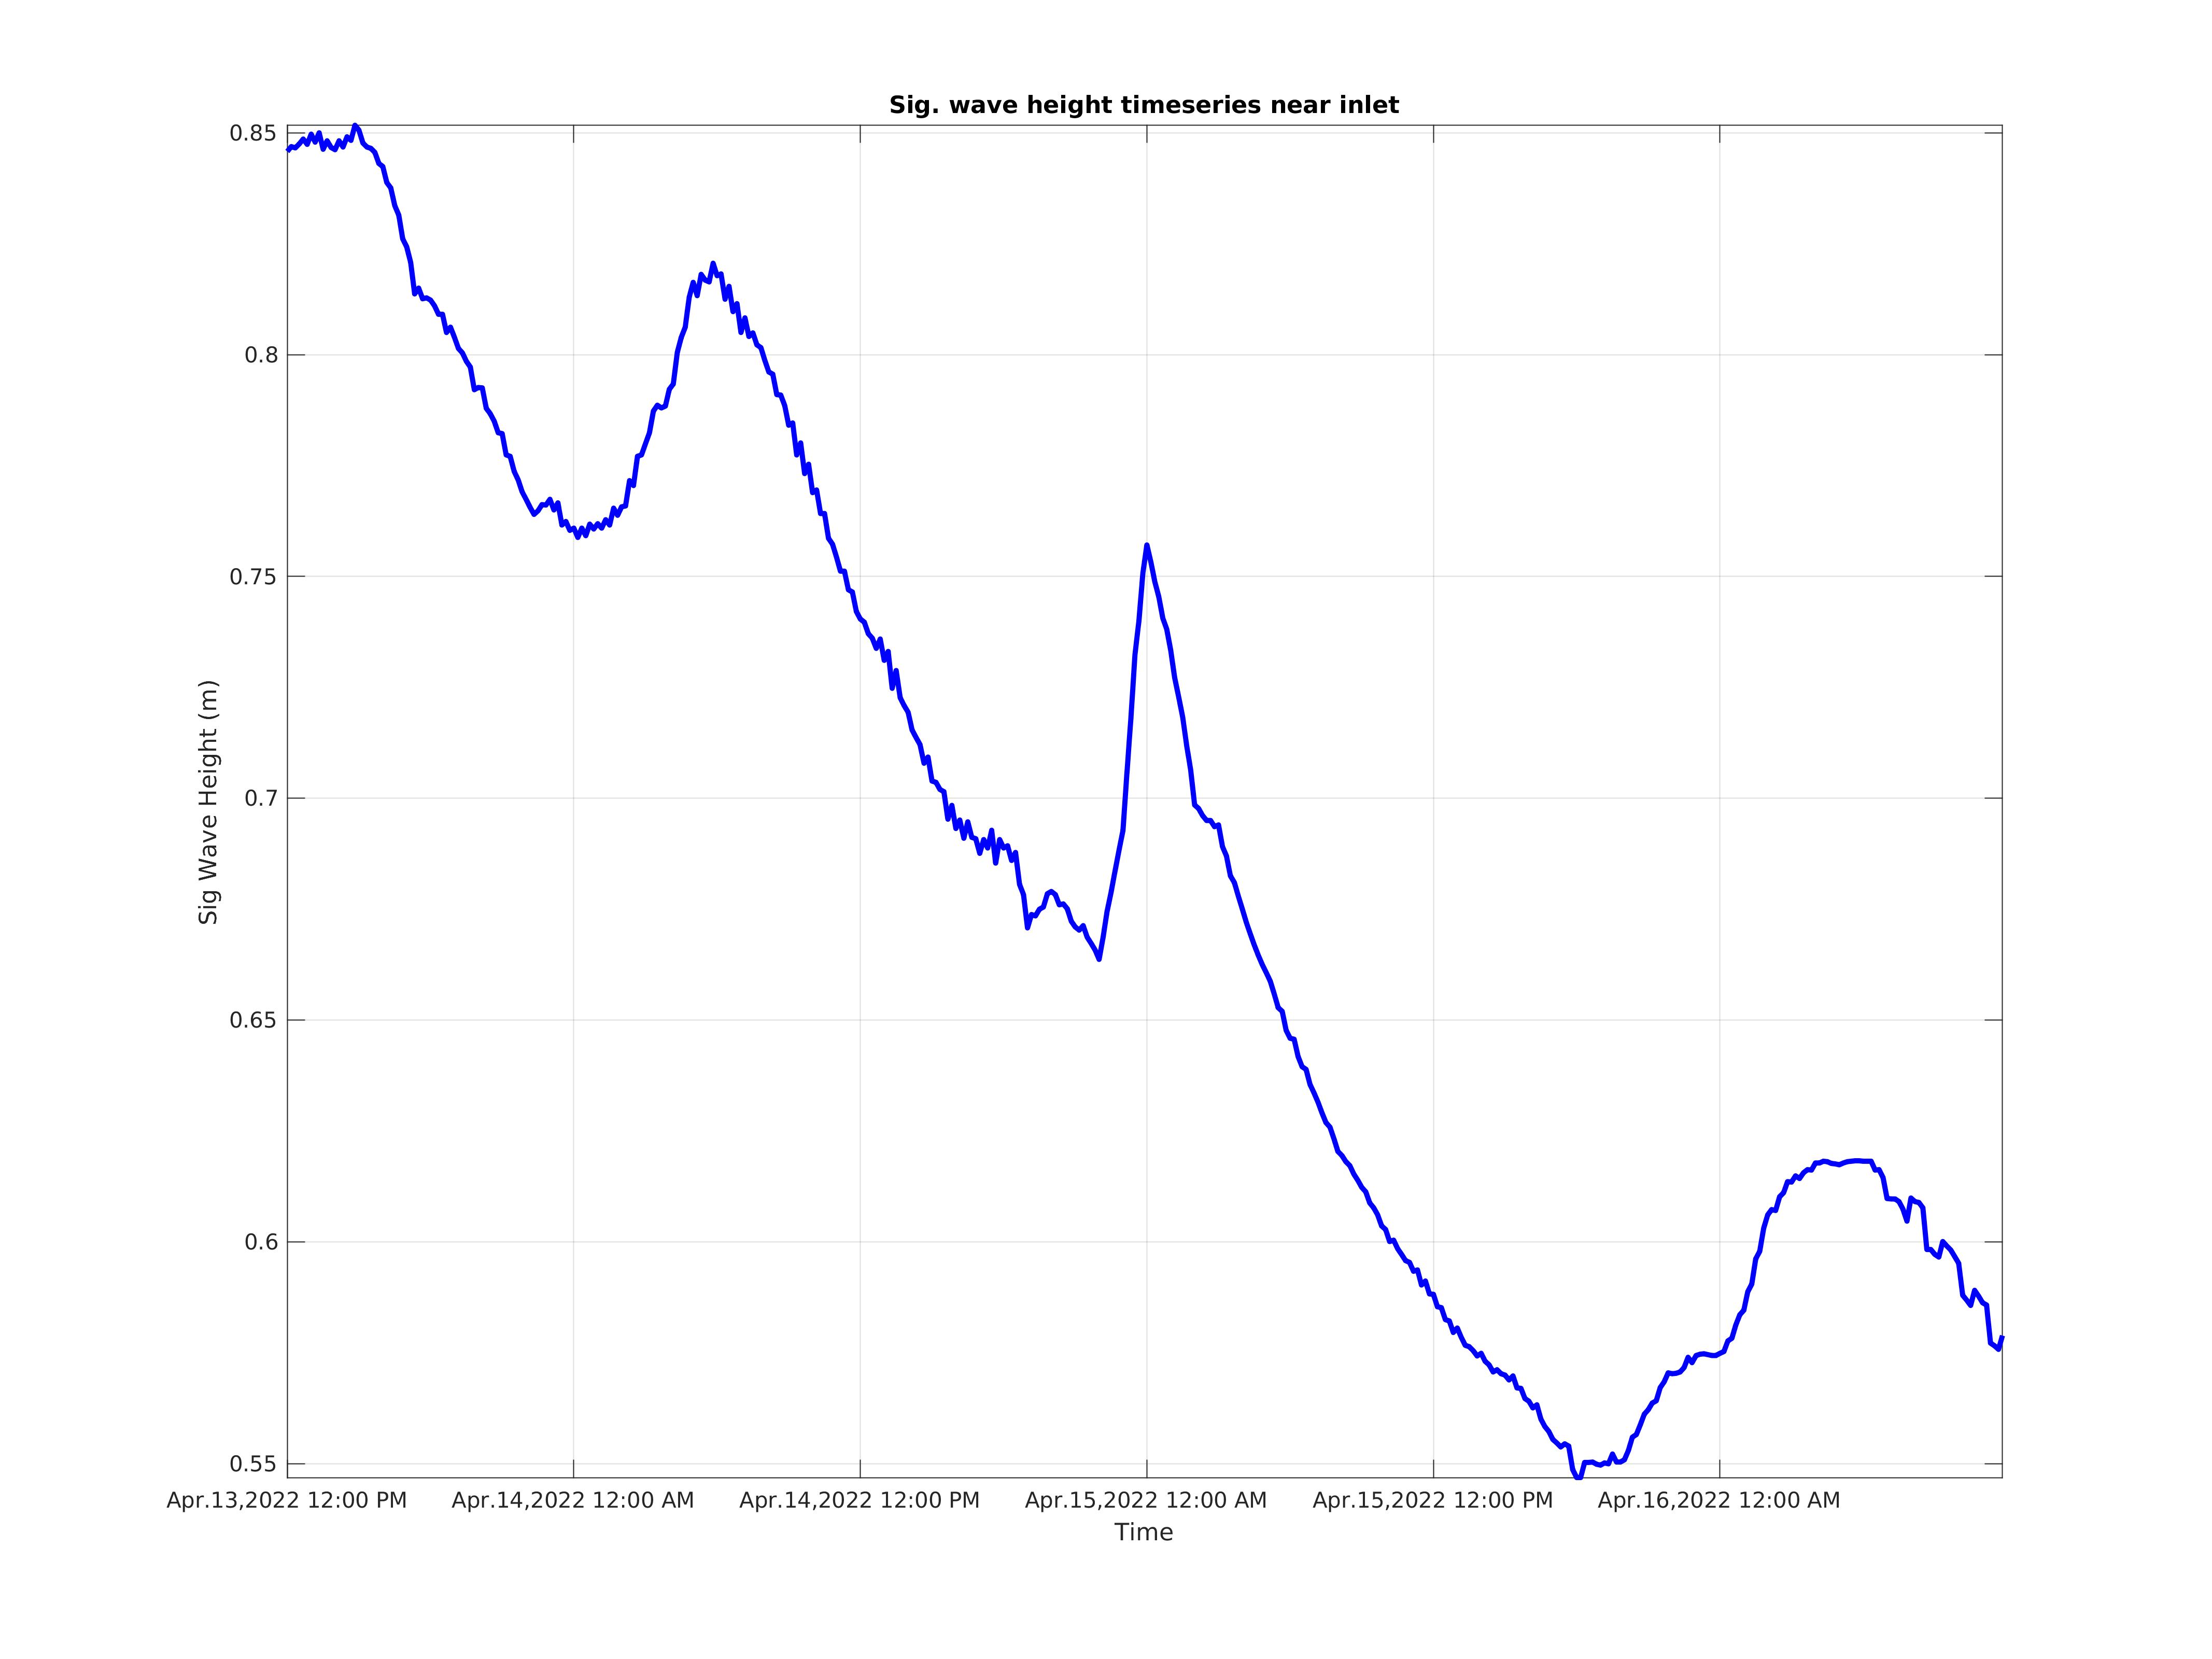 Sig. wave height timeseries near inlet
0.85
0.8
0.75
0.7
0.65
0.6
0.55
Sig Wave Height (m)
Apr.13,2022 12:00 PM Apr.14,2022 12:00 AM Apr.14,2022 12:00 PM Apr.15,2022 12:00 AM Apr.15,2022 12:00 PM Apr.16,2022 12:00 AM
Time